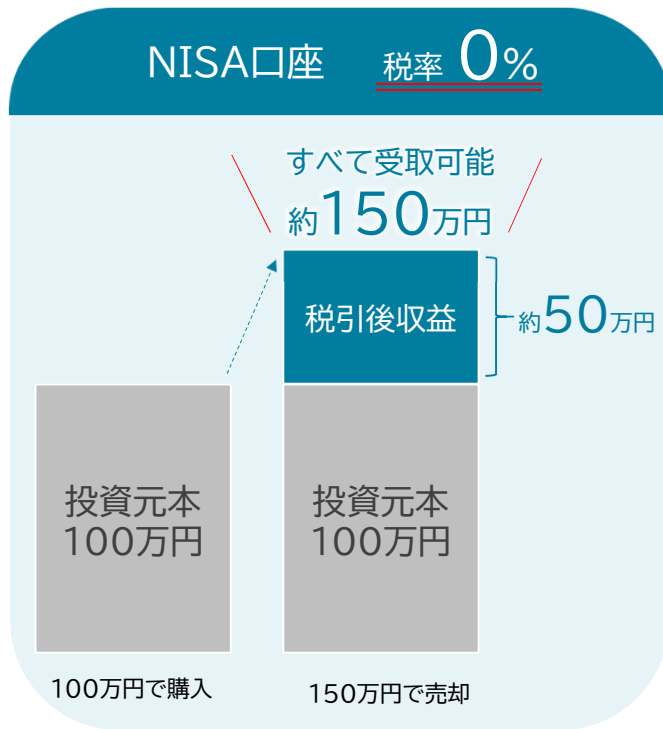 NISA口座 税率 0%
すべて受取可能
約150万円
税引後収益
約50万円
投資元本
100万円
投資元本
100万円
100万円で購入
150万円で売却